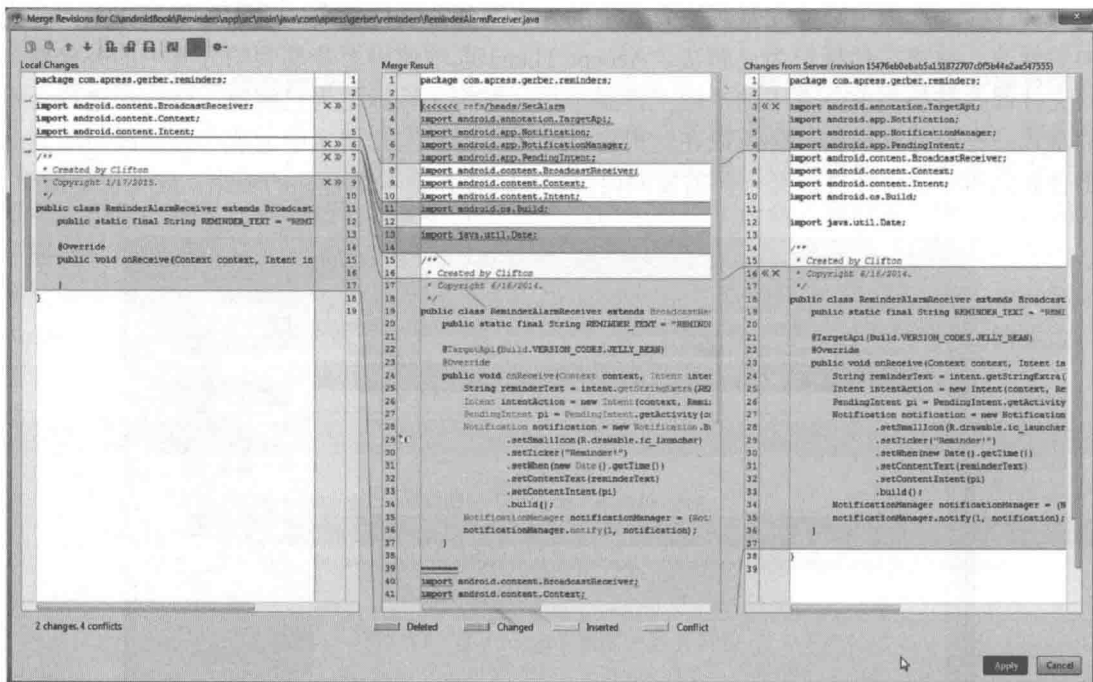 Merge Revisions for C:\androidBook\Reminders\app\src\main\java\com\apress\gerber\reminders\ReminderAlarmReceiver.java
Local Changes
package com.apress.gerber.reminders;
import android.content.BroadcastReceiver;
import android.content.Context;
import android.content.Intent;
/**
* Created by Clifton
* Copyright 1/17/2015.
*/
public class ReminderAlarmReceiver extends Broadcast
public static final String REMINDER_TEXT = "REMI
@Override
public void onReceive(Context context, Intent in
}
}
Merge Result
package com.apress.gerber.reminders;
<<<<<<< refs/heads/SetAlarm
import android.annotation.TargetApi;
import android.app.Notification;
import android.app.NotificationManager;
import android.app.PendingIntent;
import android.content.BroadcastReceiver;
import android.content.Context;
import android.content.Intent;
import android.os.Build;
import java.util.Date;
/**
* Created by Clifton
* Copyright 6/16/2014.
*/
public class ReminderAlarmReceiver extends BroadcastRe
public static final String REMINDER_TEXT = "REMIND
@TargetApi(Build.VERSION_CODES.JELLY_BEAN)
@Override
public void onReceive(Context context, Intent inter
String reminderText = intent.getStringExtra(RE
Intent intentAction = new Intent(context, Remi
PendingIntent pi = PendingIntent.getActivity(
Notification notification = new Notification.B
.setSmallIcon(R.drawable.ic_launcher)
.setTicker("Reminder!")
.setWhen(new Date().getTime())
.setContentText(reminderText)
.setContentIntent(pi)
.build();
NotificationManager notificationManager = (Not
notificationManager.notify(1, notification);
}
=======
import android.content.BroadcastReceiver;
import android.content.Context;
Changes from Server (revision 15476eb0ebab5a131872707c0f5b44e2ae547555)
package com.apress.gerber.reminders;
import android.annotation.TargetApi;
import android.app.Notification;
import android.app.NotificationManager;
import android.app.PendingIntent;
import android.content.BroadcastReceiver;
import android.content.Context;
import android.content.Intent;
import android.os.Build;
import java.util.Date;
/**
* Created by Clifton
* Copyright 6/16/2014.
*/
public class ReminderAlarmReceiver extends Broadcast
public static final String REMINDER_TEXT = "REMI
@TargetApi(Build.VERSION_CODES.JELLY_BEAN)
@Override
public void onReceive(Context context, Intent in
String reminderText = intent.getStringExtra(
Intent intentAction = new Intent(context, Re
PendingIntent pi = PendingIntent.getActivity
Notification notification = new Notification
.setSmallIcon(R.drawable.ic_launcher
.setTicker("Reminder!")
.setWhen(new Date().getTime())
.setContentText(reminderText)
.setContentIntent(pi)
.build();
NotificationManager notificationManager = (N
notificationManager.notify(1, notification);
}
}
2 changes, 4 conflicts
Deleted
Changed
Inserted
Conflict
Apply
Cancel